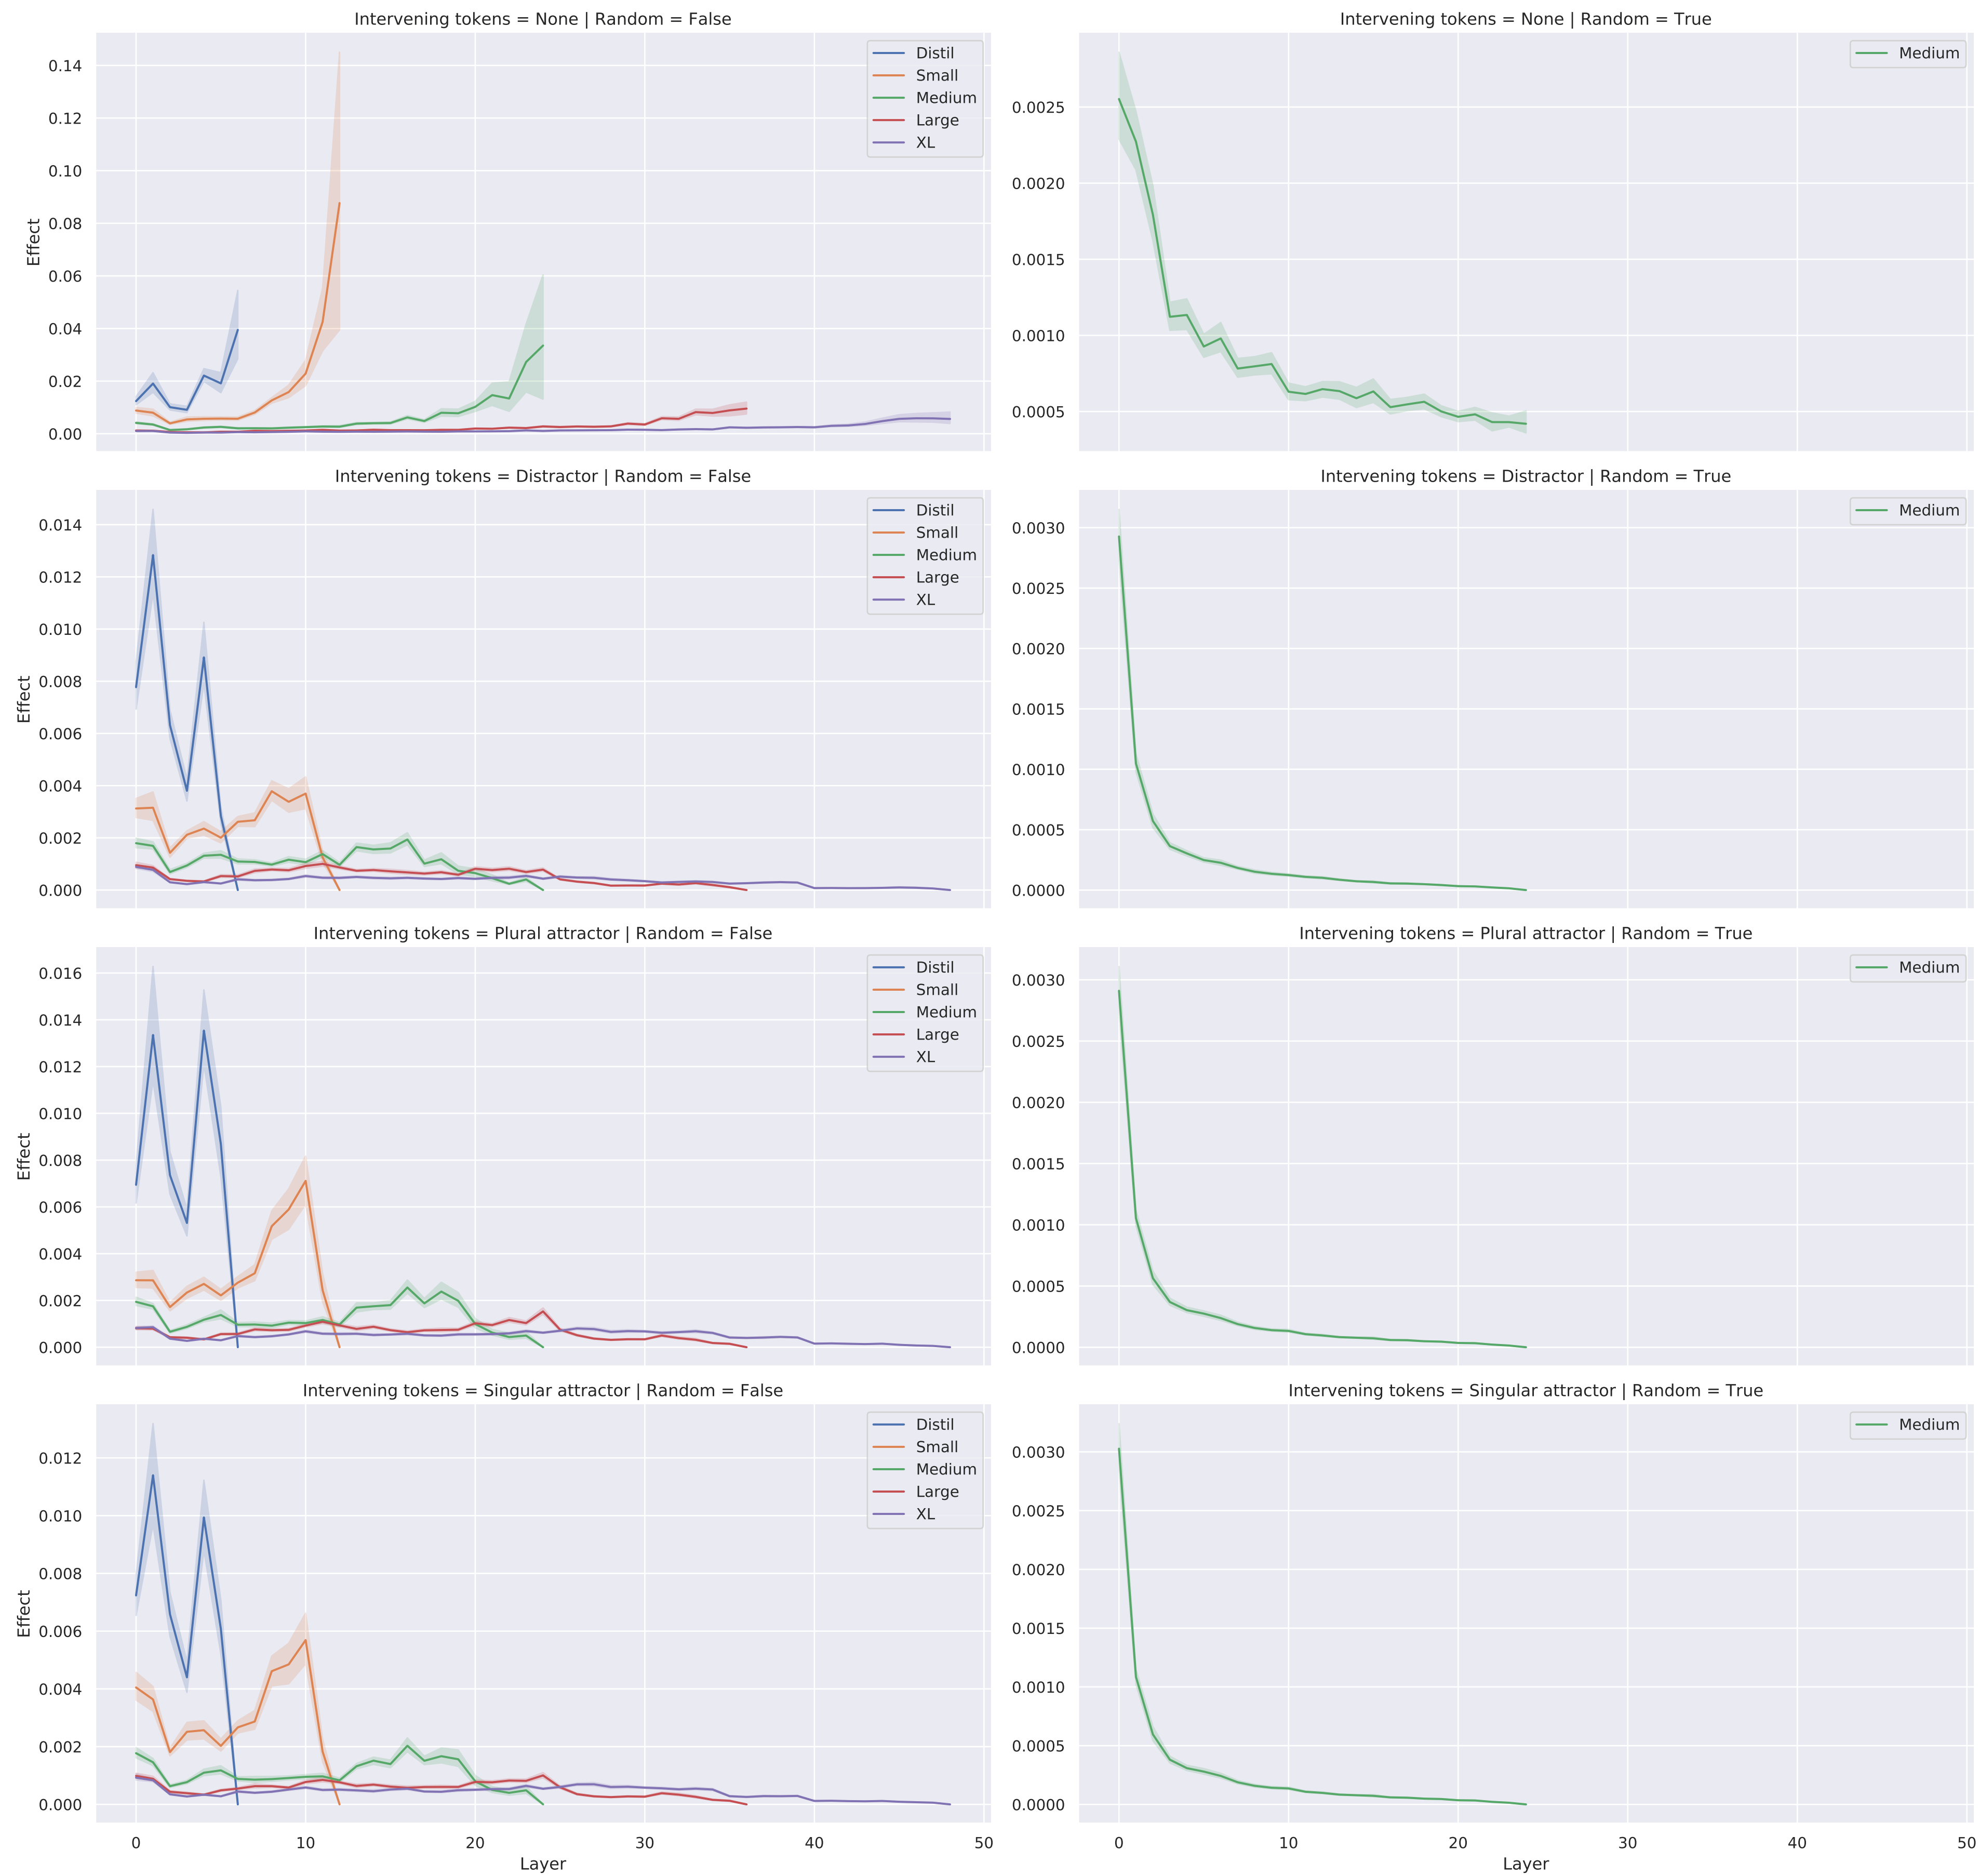 Intervening tokens = None | Random = False
Effect
0.14
0.12
0.10
0.08
0.06
0.04
0.02
0.00
Distil
Small
Medium
Large
XL
Intervening tokens = None | Random = True
0.0025
0.0020
0.0015
0.0010
0.0005
Medium
Intervening tokens = Distractor | Random = False
Effect
0.014
0.012
0.010
0.008
0.006
0.004
0.002
0.000
Distil
Small
Medium
Large
XL
Intervening tokens = Distractor | Random = True
0.0030
0.0025
0.0020
0.0015
0.0010
0.0005
0.0000
Medium
Intervening tokens = Plural attractor | Random = False
Effect
0.016
0.014
0.012
0.010
0.008
0.006
0.004
0.002
0.000
Distil
Small
Medium
Large
XL
Intervening tokens = Plural attractor | Random = True
0.0030
0.0025
0.0020
0.0015
0.0010
0.0005
0.0000
Medium
Intervening tokens = Singular attractor | Random = False
Effect
0.012
0.010
0.008
0.006
0.004
0.002
0.000
Distil
Small
Medium
Large
XL
0 10 20 30 40 50
Layer
Intervening tokens = Singular attractor | Random = True
0.0030
0.0025
0.0020
0.0015
0.0010
0.0005
0.0000
Medium
0 10 20 30 40 50
Layer